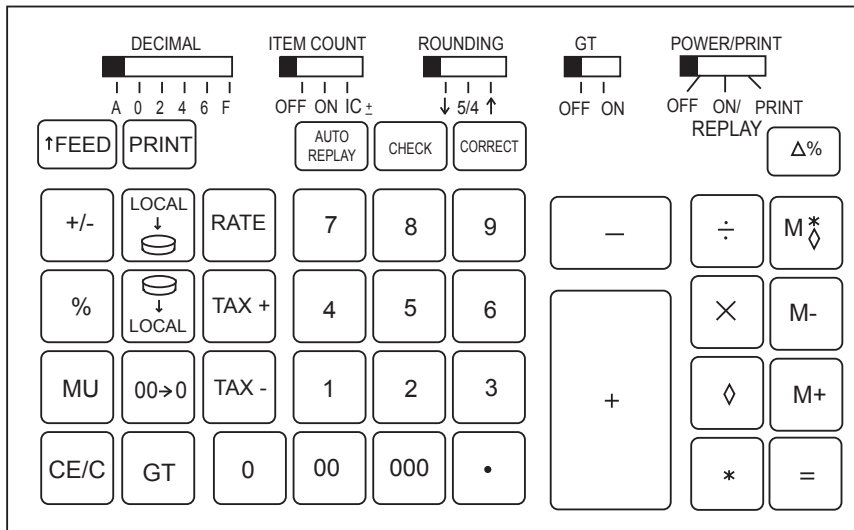 DECIMAL ITEM COUNT ROUNDING GT POWER/PRINT
A 0 2 4 6 F OFF ON IC ± ↓ 5/4 ↑ OFF ON OFF ON/ PRINT
REPLAY
↑FEED PRINT AUTO REPLAY CHECK CORRECT Δ%
+/- LOCAL ↓ RATE 7 8 9 — ÷ M*◊
% ↓ LOCAL TAX + 4 5 6 × M-
MU 00→0 TAX - 1 2 3 + ◊ M+
CE/C GT 0 00 000 • * =